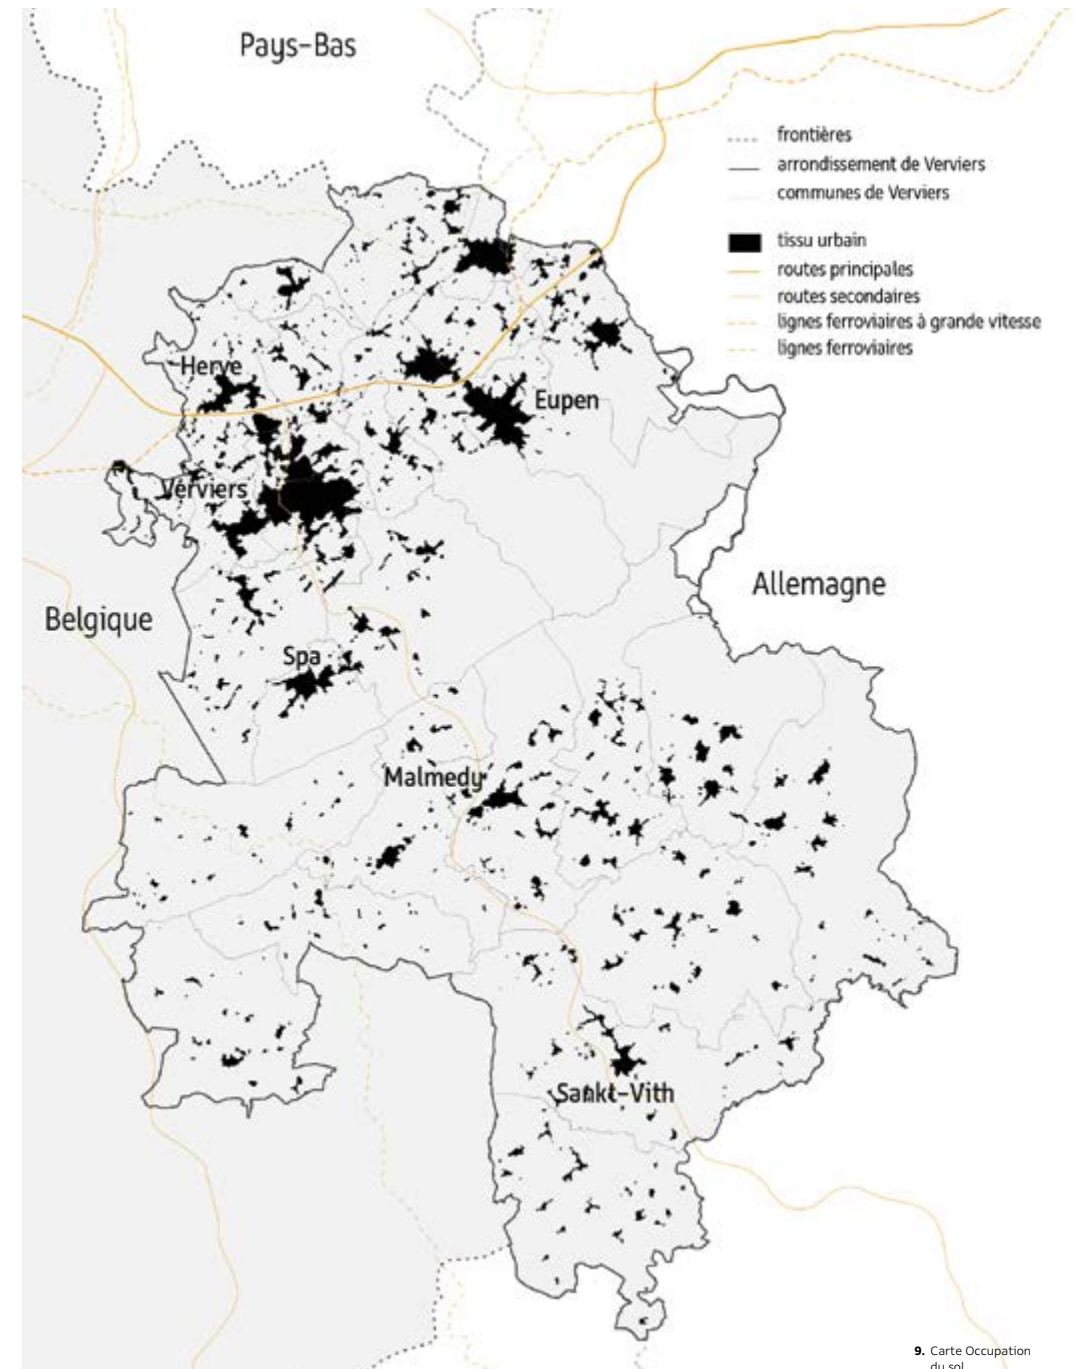 Pays-Bas
frontières
arrondissement de Verviers
communes de Verviers
tissu urbain
routes principales
routes secondaires
lignes ferroviaires à grande vitesse
lignes ferroviaires
Herve
Eupen
Verviers
Allemagne
Belgique
Spa
Malmedy
Sankt-Vith
9. Carte Occupation
du sol